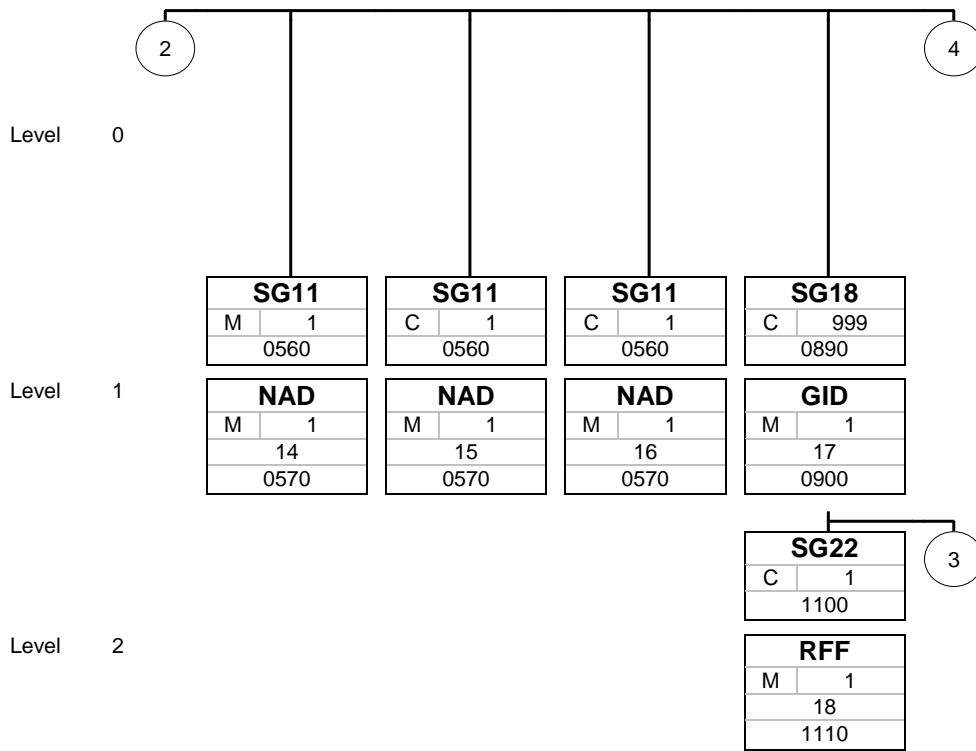 2 4
Level 0
SG11 SG11 SG11 SG18
M 1 C 1 C 1 C 999
0560 0560 0560 0890
Level 1
NAD NAD NAD GID
M 1 M 1 M 1 M 1
14 15 16 17
0570 0570 0570 0900
SG22 3
C 1
1100
Level 2
RFF
M 1
18
1110